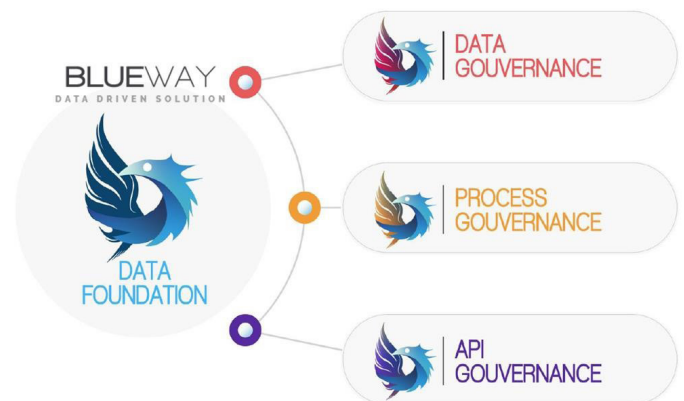 BLUEWAY
DATA DRIVEN SOLUTION
DATA
FOUNDATION
DATA
GOUVERNANCE
PROCESS
GOUVERNANCE
API
GOUVERNANCE